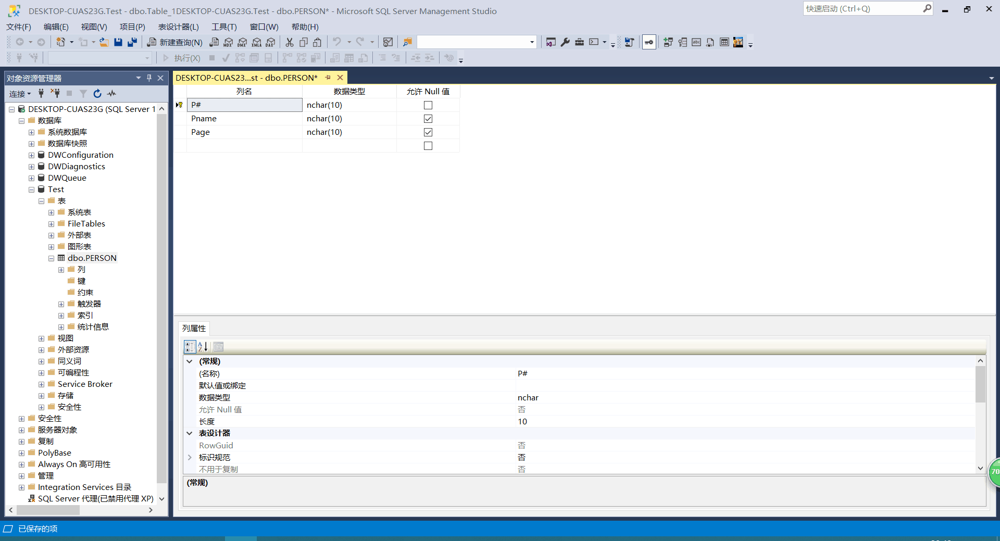 DESKTOP-CUAS23G.Test - dbo.Table_1DESKTOP-CUAS23G.Test - dbo.PERSON* - Microsoft SQL Server Management Studio
快速启动 (Ctrl+Q)
文件(F) 编辑(E) 视图(V) 项目(P) 表设计器(L) 工具(T) 窗口(W) 帮助(H)
新建查询(N) MDX DMX XMLA DAX abc
执行(X)
对象资源管理器
连接
DESKTOP-CUAS23G (SQL Server 1
数据库
系统数据库
数据库快照
DWConfiguration
DWDiagnostics
DWQueue
Test
表
系统表
FileTables
外部表
图形表
dbo.PERSON
列
键
约束
触发器
索引
统计信息
视图
外部资源
同义词
可编程性
Service Broker
存储
安全性
安全性
服务器对象
复制
PolyBase
Always On 高可用性
管理
Integration Services 目录
SQL Server 代理(已禁用代理 XP)
DESKTOP-CUAS23...st - dbo.PERSON*
列名 数据类型 允许 Null 值
P# nchar(10)
Pname nchar(10)
Page nchar(10)
列属性
(常规)
(名称) P#
默认值或绑定
数据类型 nchar
允许 Null 值 否
长度 10
表设计器
RowGuid 否
标识规范 否
不用于复制 否
(常规)
70
已保存的项